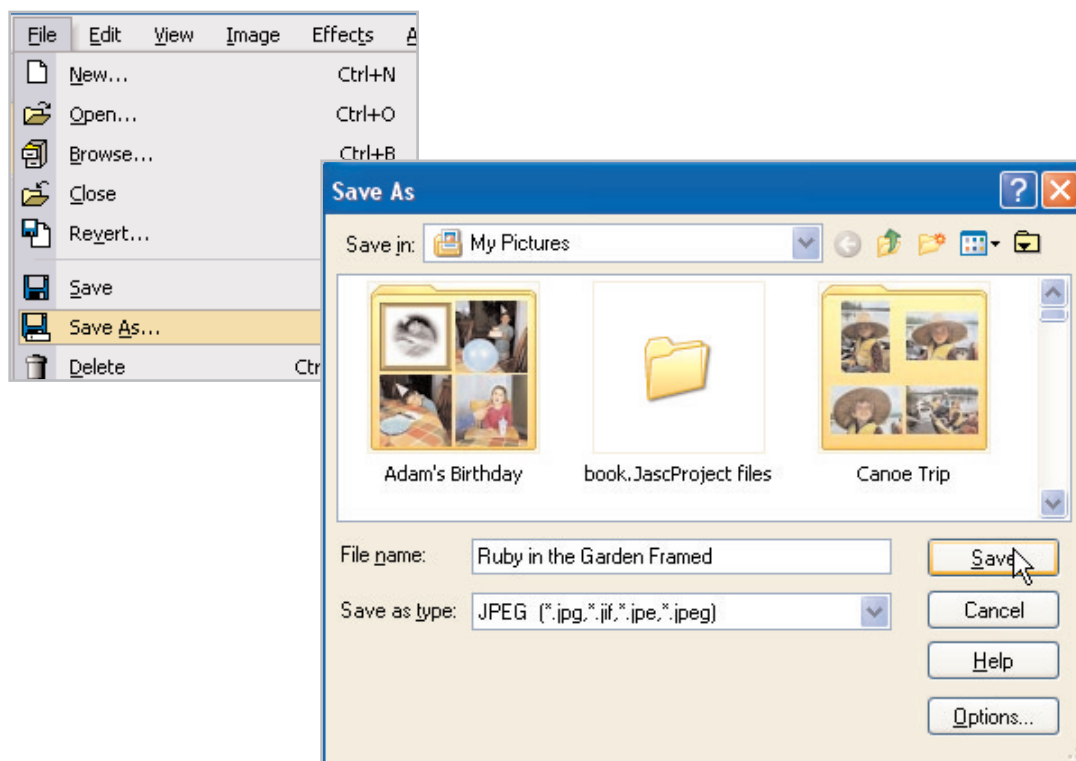 File Edit View Image Effects A
New... Ctrl+N
Open... Ctrl+O
Browse... Ctrl+B
Close
Revert...
Save
Save As...
Delete Ctr
Save As
Save in: My Pictures
Adam's Birthday book.JascProject files Canoe Trip
File name: Ruby in the Garden Framed Save
Save as type: JPEG (*.jpg,*.jif,*.jpe,*.jpeg) Cancel
Help
Options...